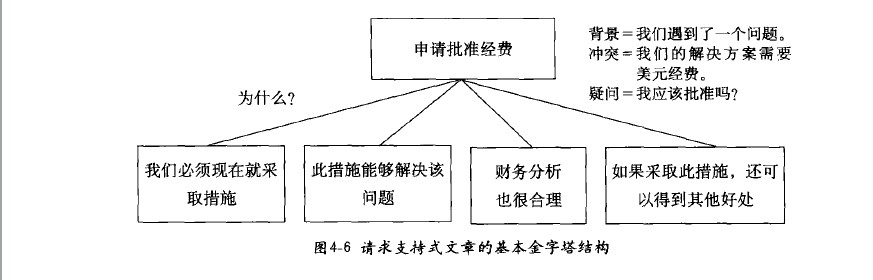 申请批准经费
背景=我们遇到了一个问题。
冲突=我们的解决方案需要
美元经费。
疑问=我应该批准吗?
为什么?
我们必须现在就采
取措施
此措施能够解决该
问题
财务分析
也很合理
如果采取此措施，还可
以得到其他好处
图4-6 请求支持式文章的基本金字塔结构